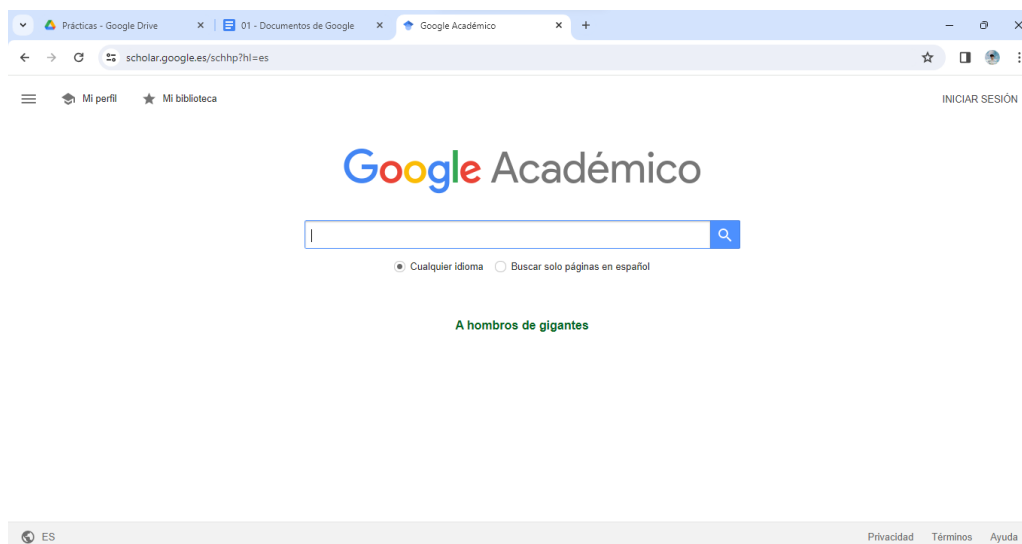 Prácticas - Google Drive
01 - Documentos de Google
Google Académico
scholar.google.es/schhp?hl=es
Mi perfil
Mi biblioteca
INICIAR SESIÓN
Google Académico
Cualquier idioma
Buscar solo páginas en español
A hombros de gigantes
ES
Privacidad
Términos
Ayuda